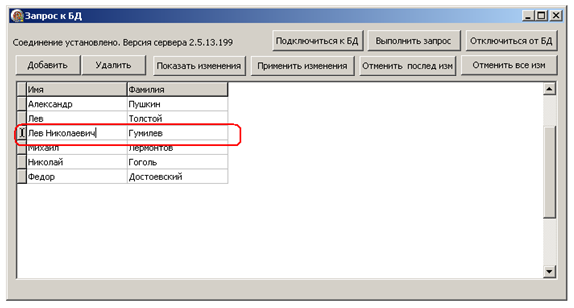 Запрос к БД
Соединение установлено. Версия сервера 2.5.13.199 Подключиться к БД Выполнить запрос Отключиться от БД
Добавить Удалить Показать изменения Применить изменения Отменить послед изм Отменить все изм
Имя Фамилия
Александр Пушкин
Лев Толстой
Лев Николаевич Гумилев
Михаил Лермонтов
Николай Гоголь
Федор Достоевский